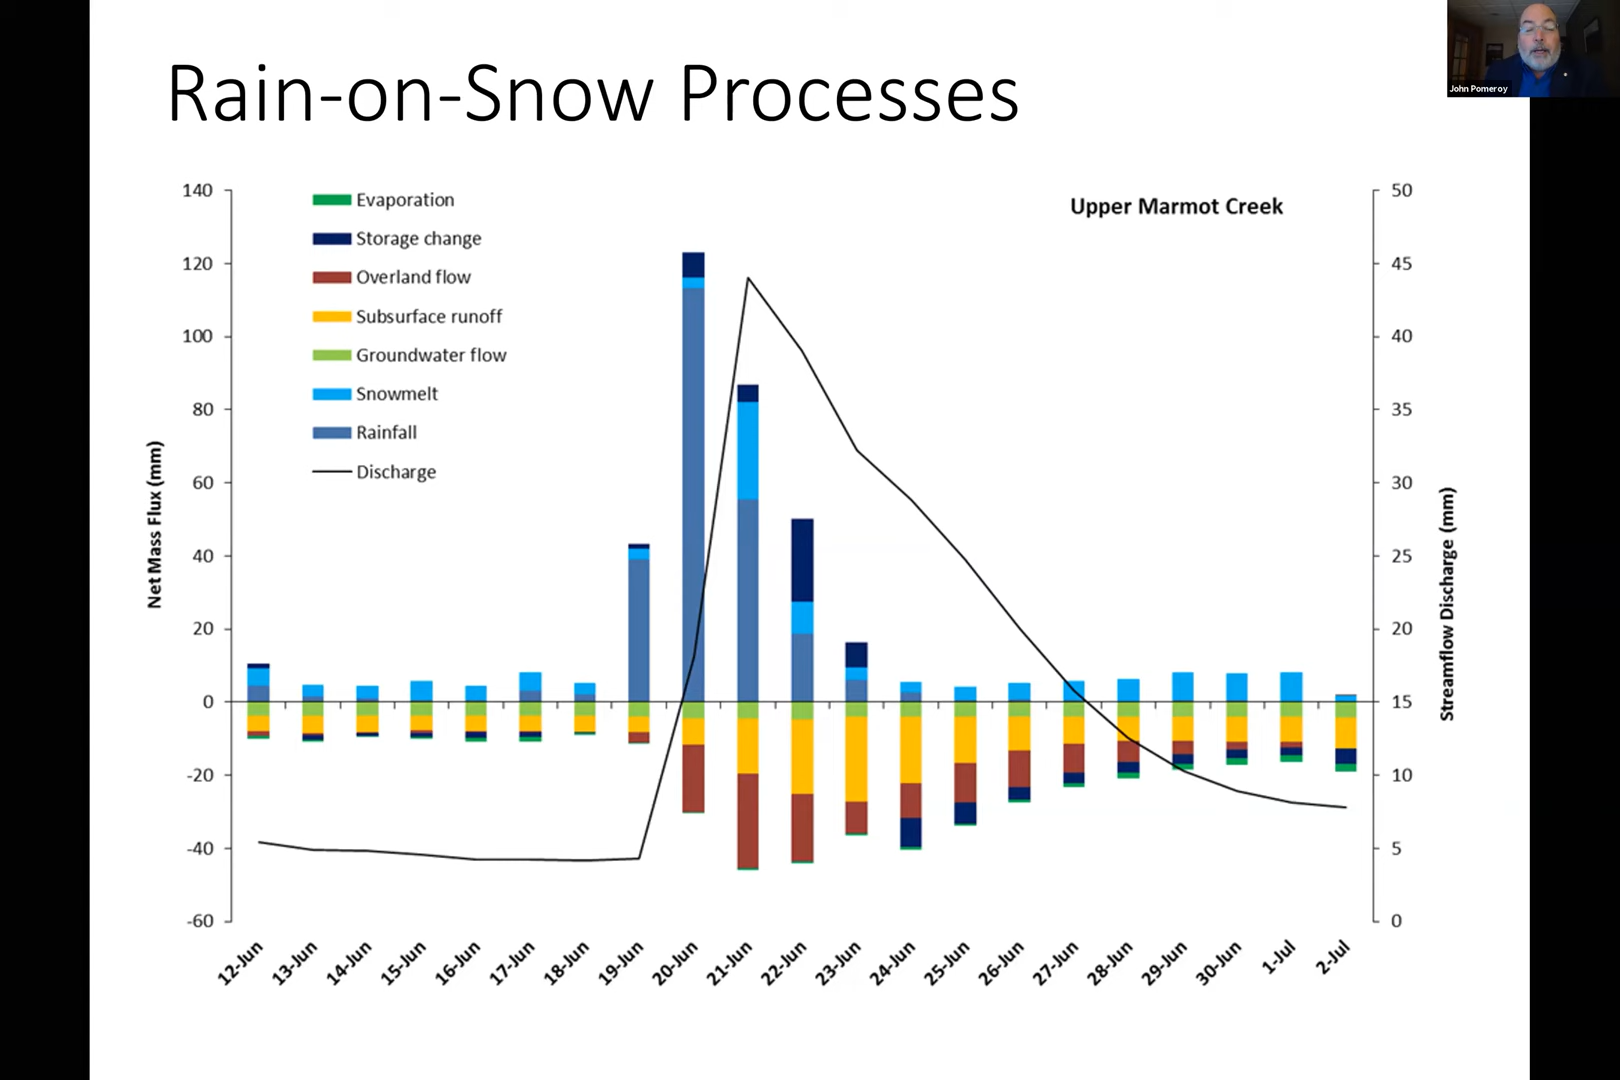 Rain-on-Snow Processes
John Pomeroy
Upper Marmot Creek
Evaporation
Storage change
Overland flow
Subsurface runoff
Groundwater flow
Snowmelt
Rainfall
Discharge
Net Mass Flux (mm)
140
120
100
80
60
40
20
0
-20
-40
-60
50
45
40
35
30
25
20
15
10
5
0
Streamflow Discharge (mm)
12-Jun
13-Jun
14-Jun
15-Jun
16-Jun
17-Jun
18-Jun
19-Jun
20-Jun
21-Jun
22-Jun
23-Jun
24-Jun
25-Jun
26-Jun
27-Jun
28-Jun
29-Jun
30-Jun
1-Jul
2-Jul